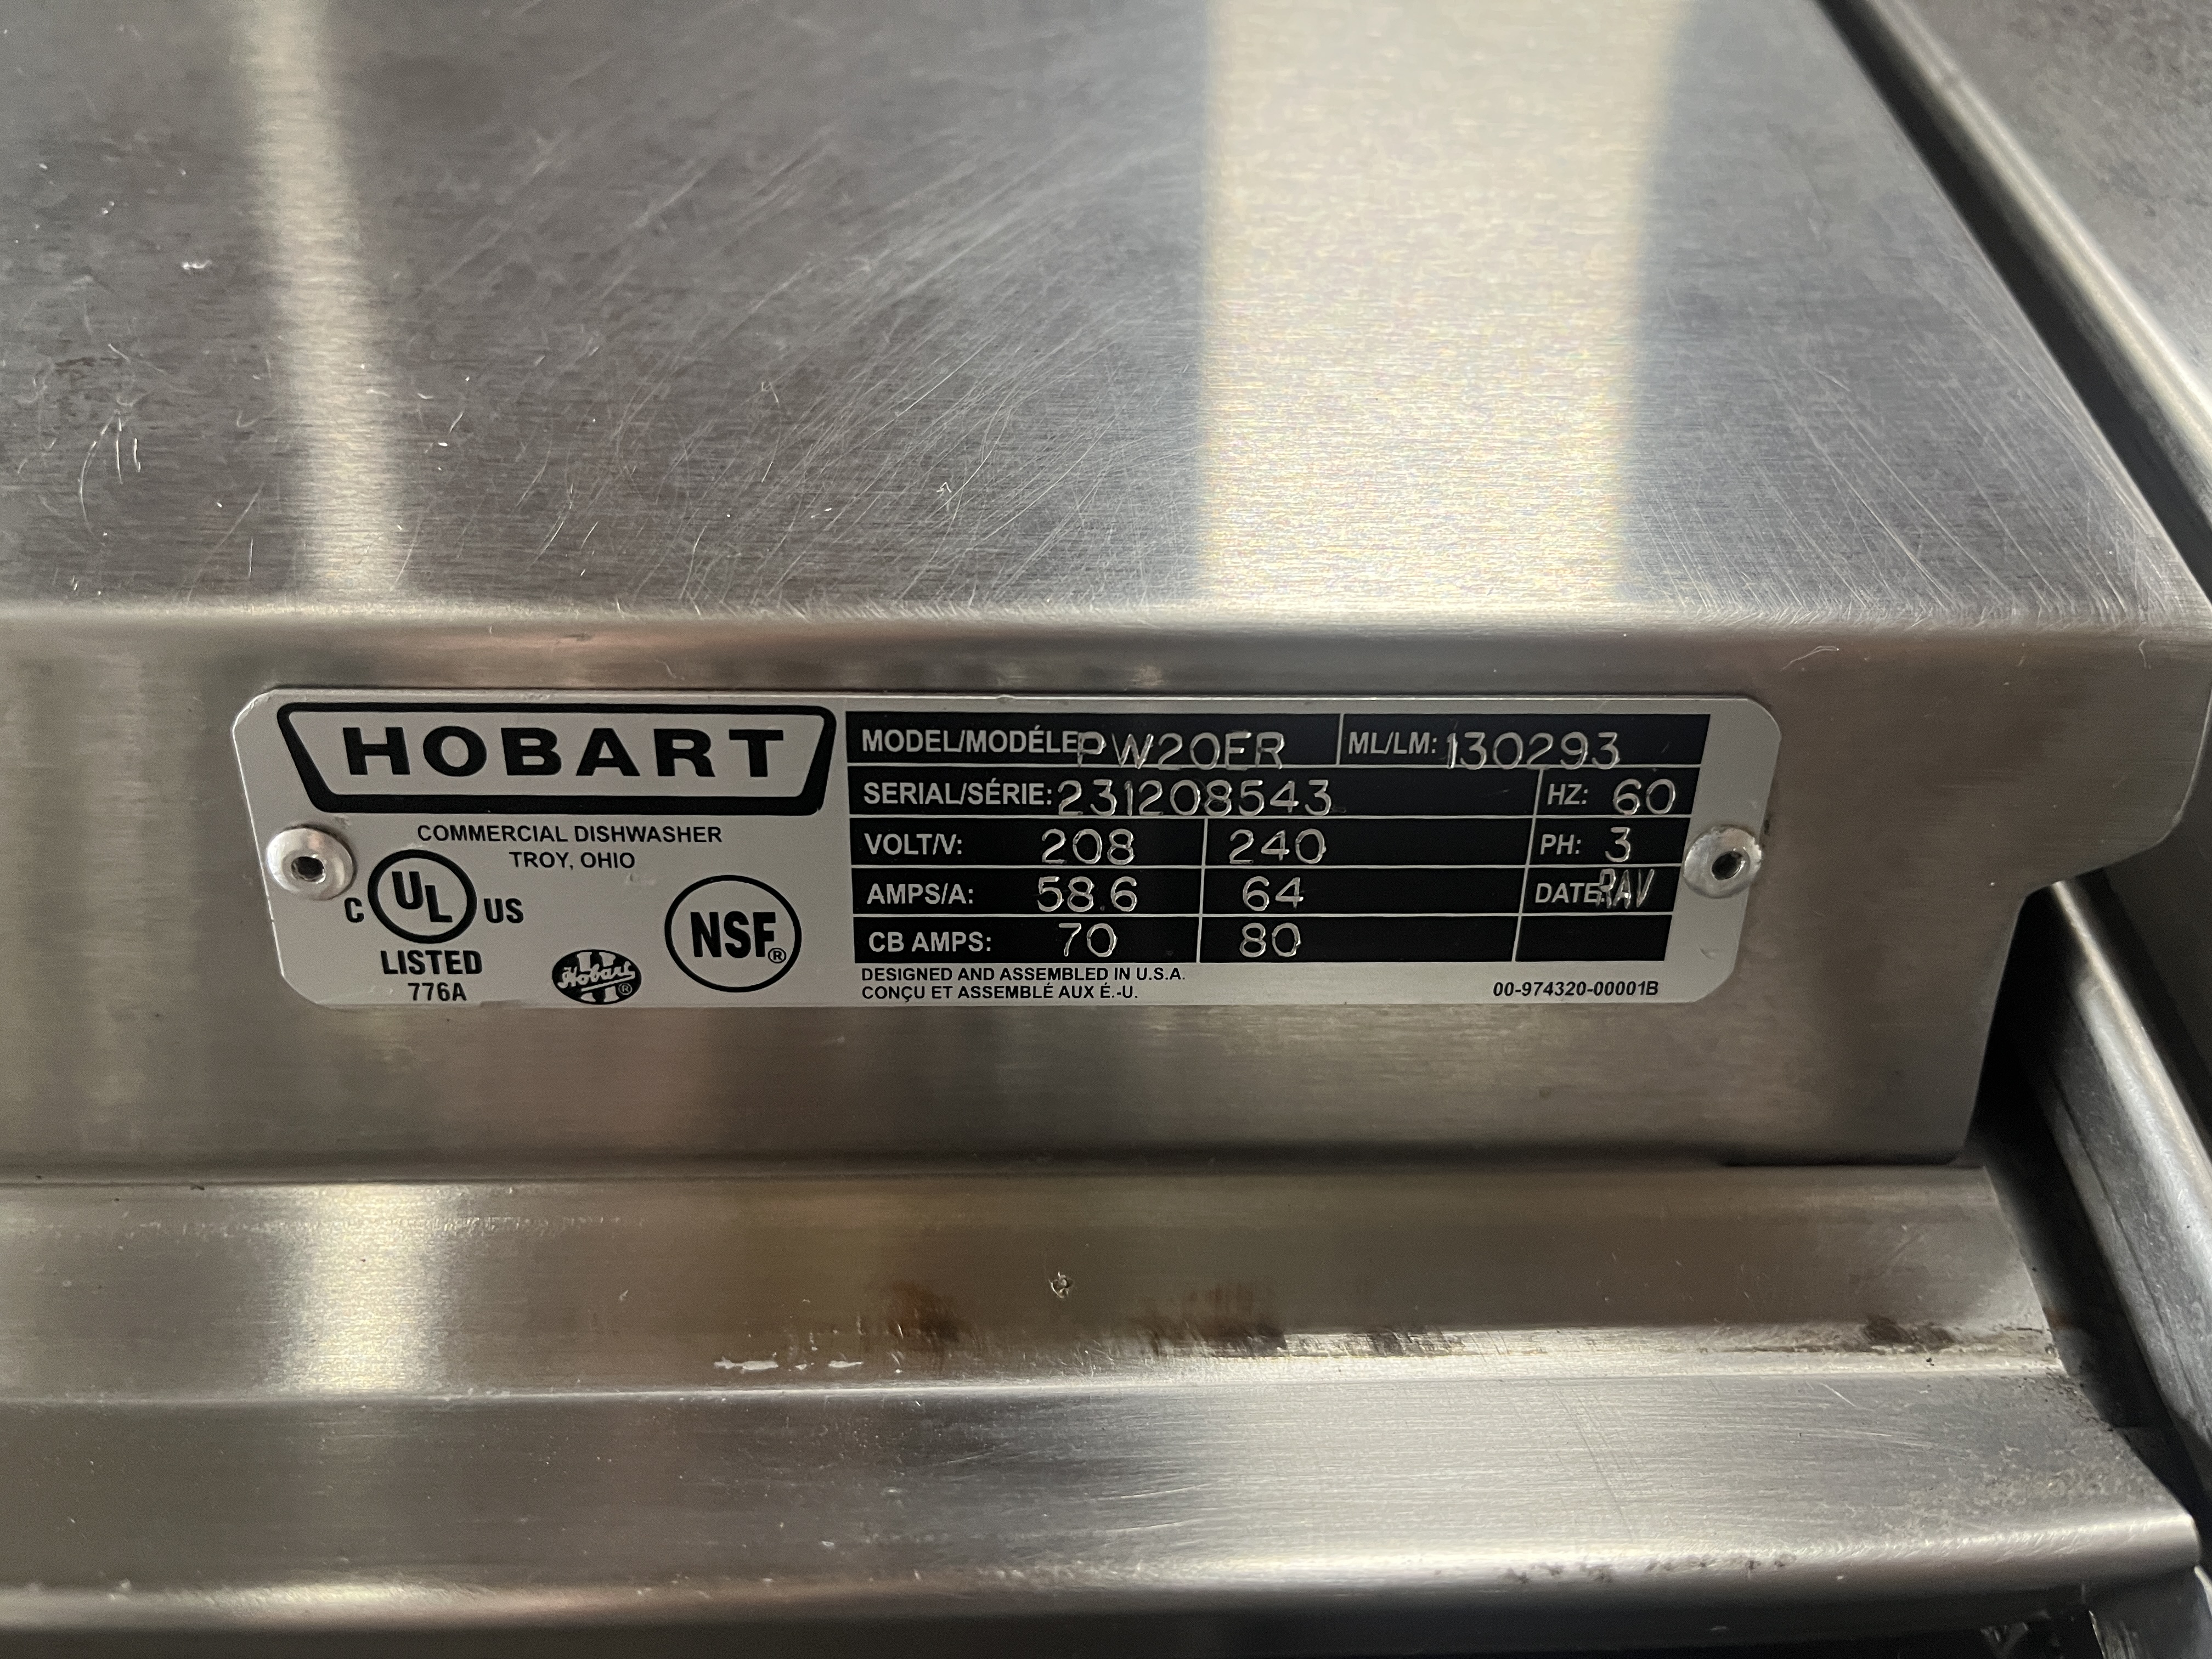 HOBART
COMMERCIAL DISHWASHER
TROY, OHIO
C UL US
LISTED
776A
Hobart ®
NSF®
MODEL/MODÉLE PW20ER ML/LM: 130293
SERIAL/SÉRIE: 231208543 HZ: 60
VOLT/V: 208 240 PH: 3
AMPS/A: 58.6 64 DATE RAV
CB AMPS: 70 80
DESIGNED AND ASSEMBLED IN U.S.A.
CONÇU ET ASSEMBLÉ AUX É.-U.
00-974320-00001B